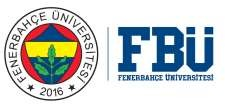 FENERBAHÇE ÜNİVERSİTESİ
2016
FBÜ
FENERBAHÇE ÜNİVERSİTESİ